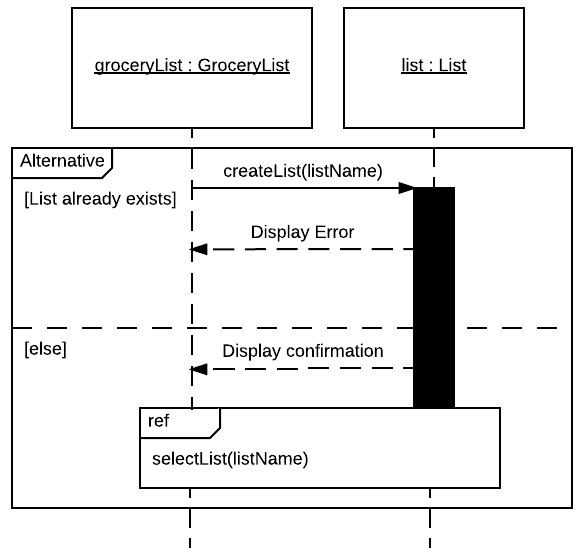 groceryList : GroceryList
list : List
Alternative
createList(listName)
[List already exists]
Display Error
[else]
Display confirmation
ref
selectList(listName)